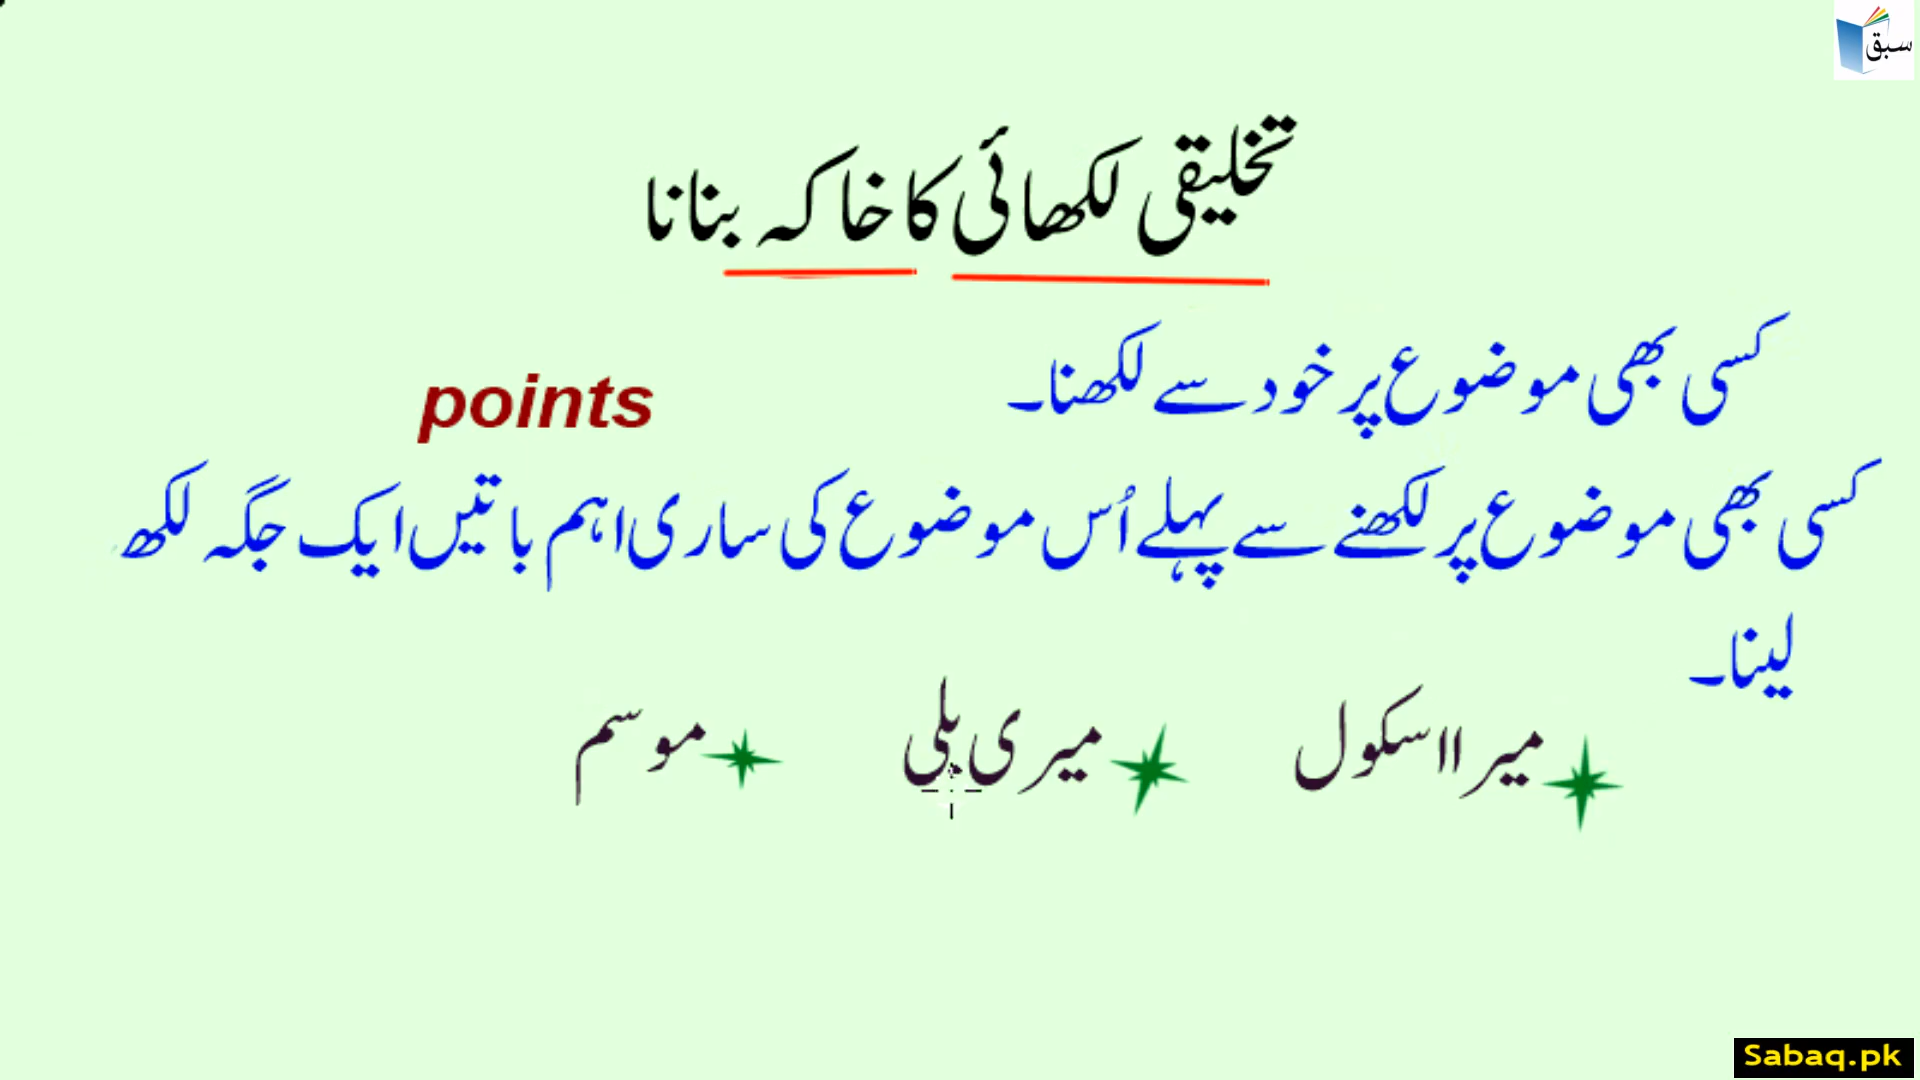 سبق
تخلیقی لکھائی کا خاکہ بنانا
کسی بھی موضوع پر خود سے لکھنا۔
points
کسی بھی موضوع پر لکھنے سے پہلے اُس موضوع کی ساری اہم باتیں ایک جگہ لکھ
لینا۔
میرا اسکول میری بلی موسم
Sabaq.pk